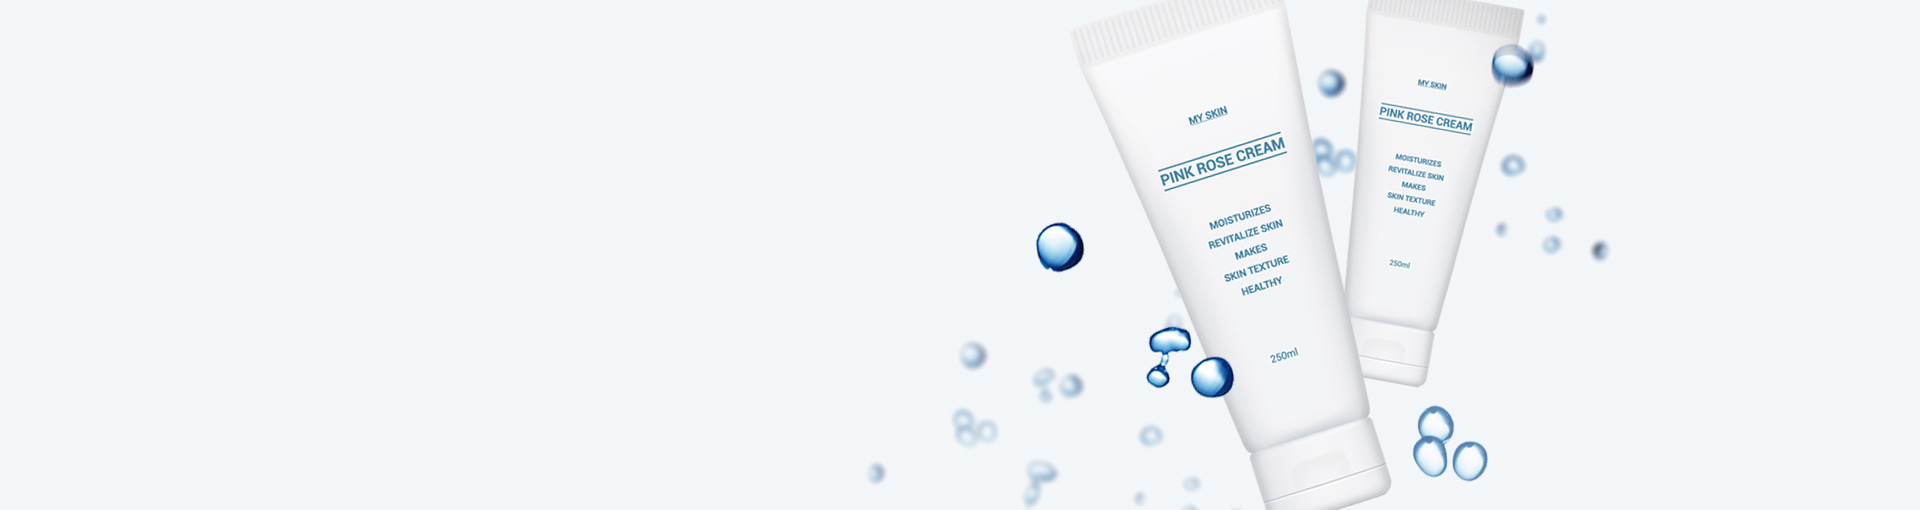 MY SKIN
PINK ROSE CREAM
MOISTURIZES
REVITALIZE SKIN
MAKES
SKIN TEXTURE
HEALTHY
250ml
MY SKIN
PINK ROSE CREAM
MOISTURIZES
REVITALIZE SKIN
MAKES
SKIN TEXTURE
HEALTHY
250ml